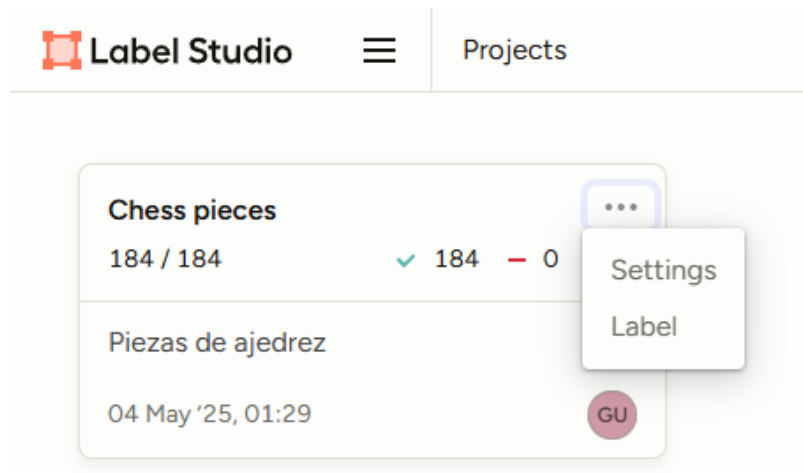 Label Studio Projects
Chess pieces ...
184 / 184 184 0
Settings
Label
Piezas de ajedrez
04 May ‘25, 01:29 GU